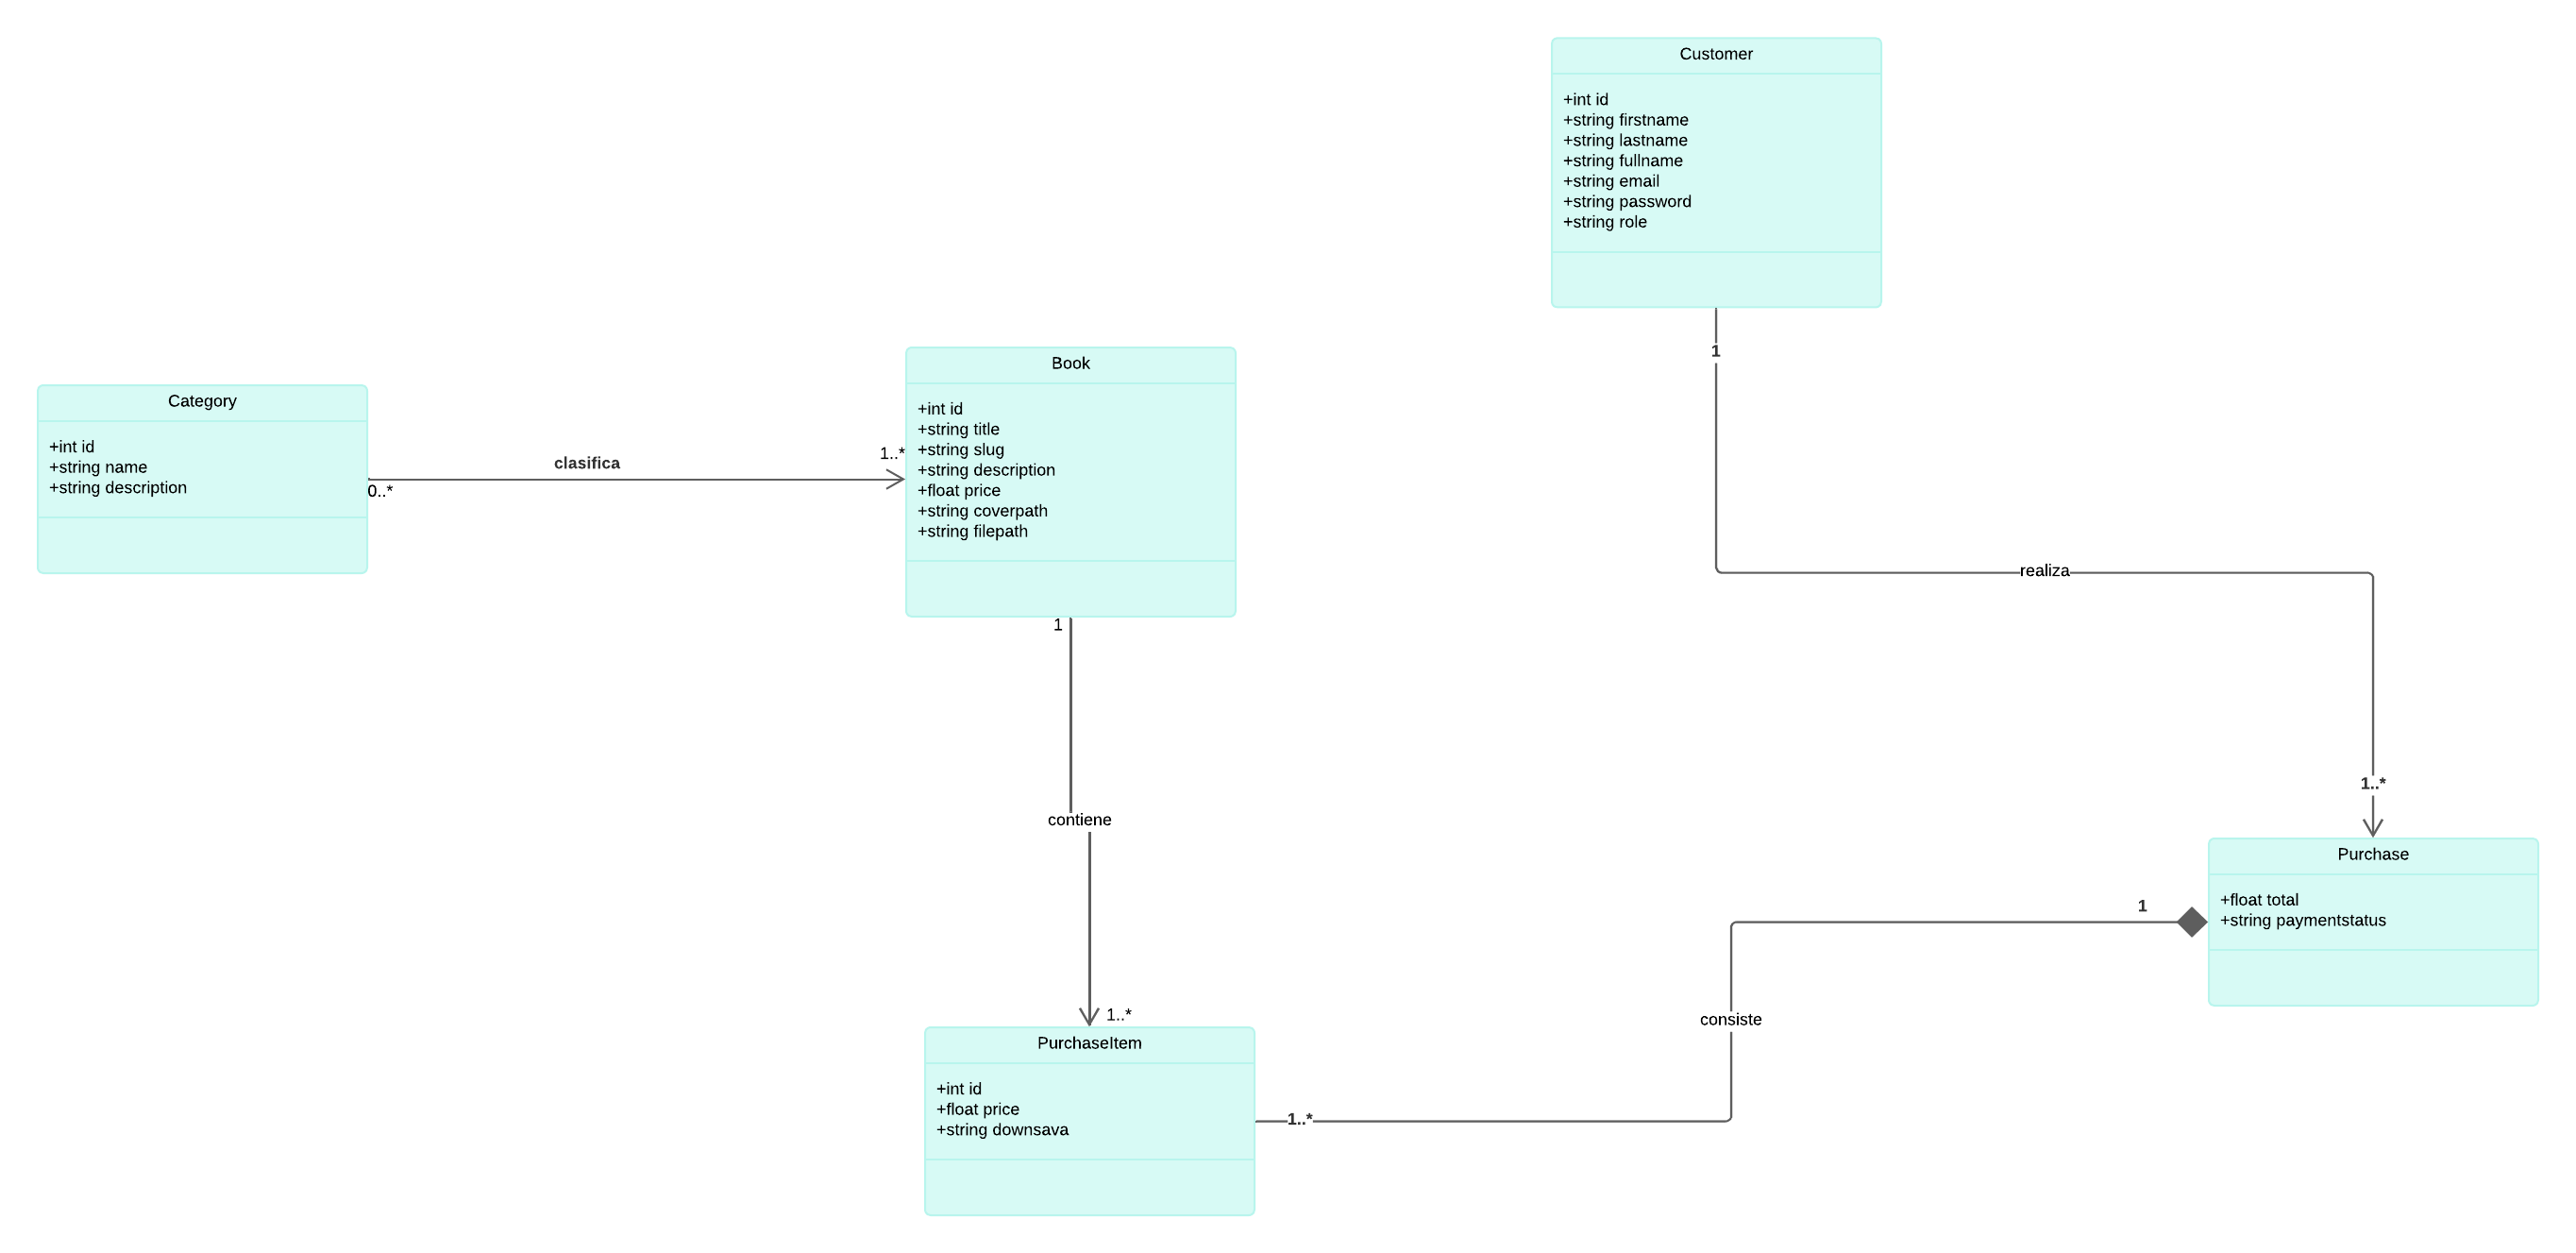 Customer
+int id
+string firstname
+string lastname
+string fullname
+string email
+string password
+string role
1
Book
+int id
+string title
+string slug
+string description
+float price
+string coverpath
+string filepath
Category
+int id
+string name
+string description
clasifica
1..*
0..*
realiza
1
contiene
1..*
1..*
Purchase
+float total
+string paymentstatus
1
consiste
1..*
PurchaseItem
+int id
+float price
+string downsava